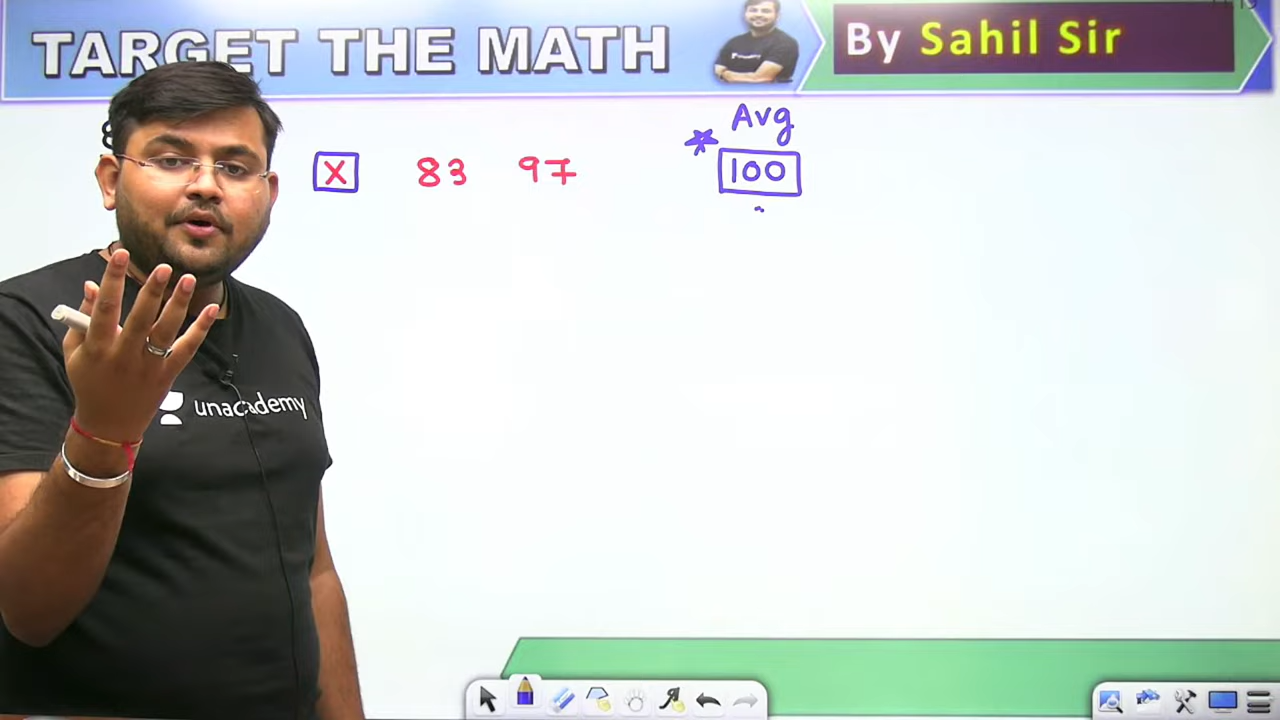 TARGET THE MATH
By Sahil Sir
Avg
X 83 97 100
unacademy